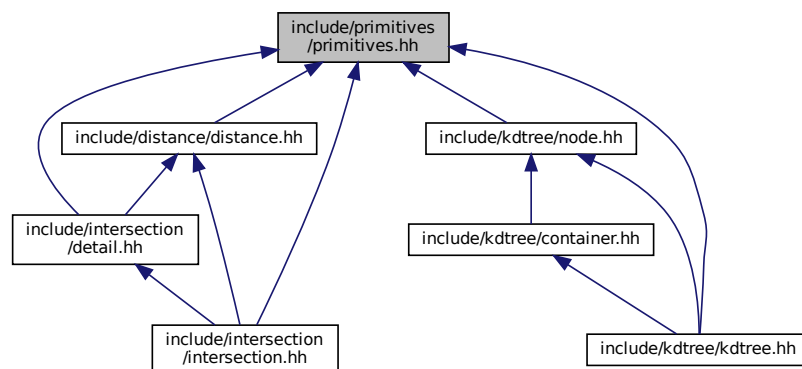 include/primitives
/primitives.hh
include/distance/distance.hh
include/kdtree/node.hh
include/intersection
/detail.hh
include/kdtree/container.hh
include/intersection
/intersection.hh
include/kdtree/kdtree.hh